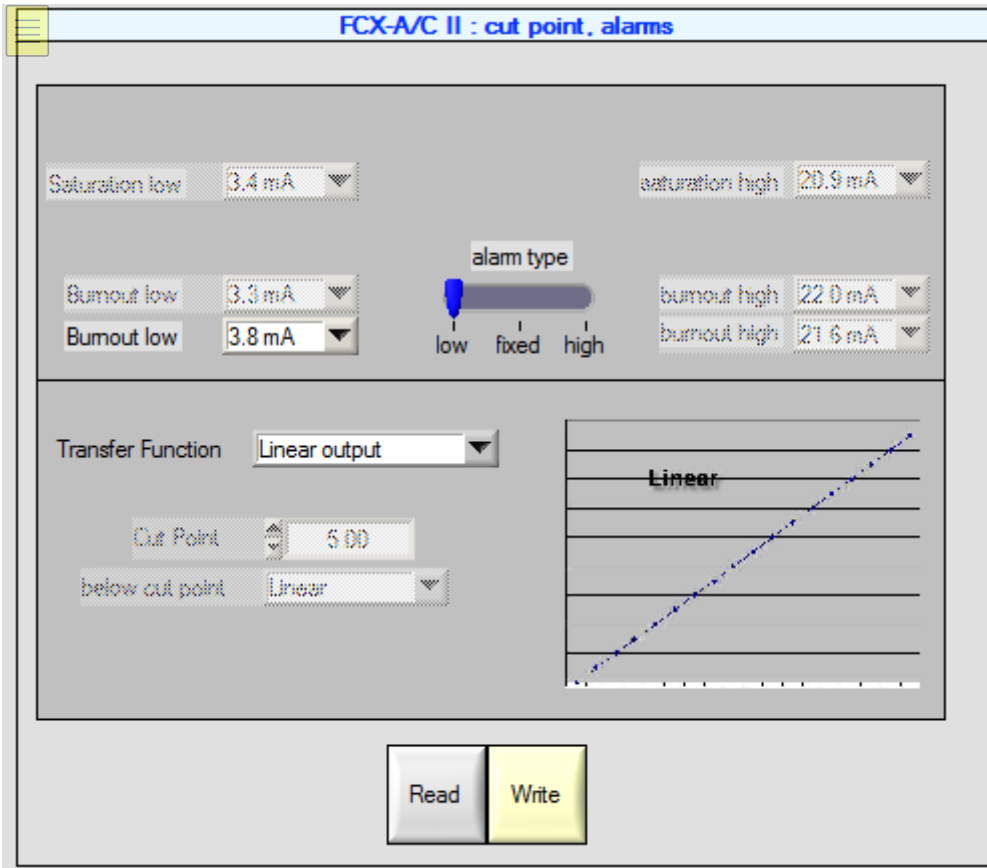 FCX-A/C II : cut point, alarms
Saturation low 3.4 mA
saturation high 20.9 mA
alarm type
Burnout low 3.3 mA
burnout high 22.0 mA
Burnout low 3.8 mA
burnout high 21.6 mA
low fixed high
Transfer Function Linear output
Linear
Cut Point 5.00
below cut point Linear
Read Write